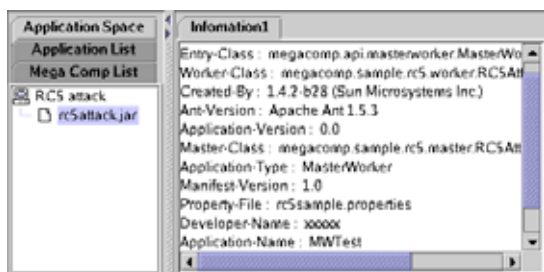 Application Space
Application List
Mega Comp List
RC5 attack
rc5attack.jar
Infomation1
Entry-Class : megacomp.api.masterworker.MasterWo
Worker-Class : megacomp.sample.rc5.worker.RC5Att
Created-By : 1.4.2-b28 (Sun Microsystems Inc.)
Ant-Version : Apache Ant 1.5.3
Application-Version : 0.0
Master-Class : megacomp.sample.rc5.master.RC5Att
Application-Type : MasterWorker
Manifest-Version : 1.0
Property-File : rc5sample.properties
Developer-Name : xxxxx
Application-Name : MWTest